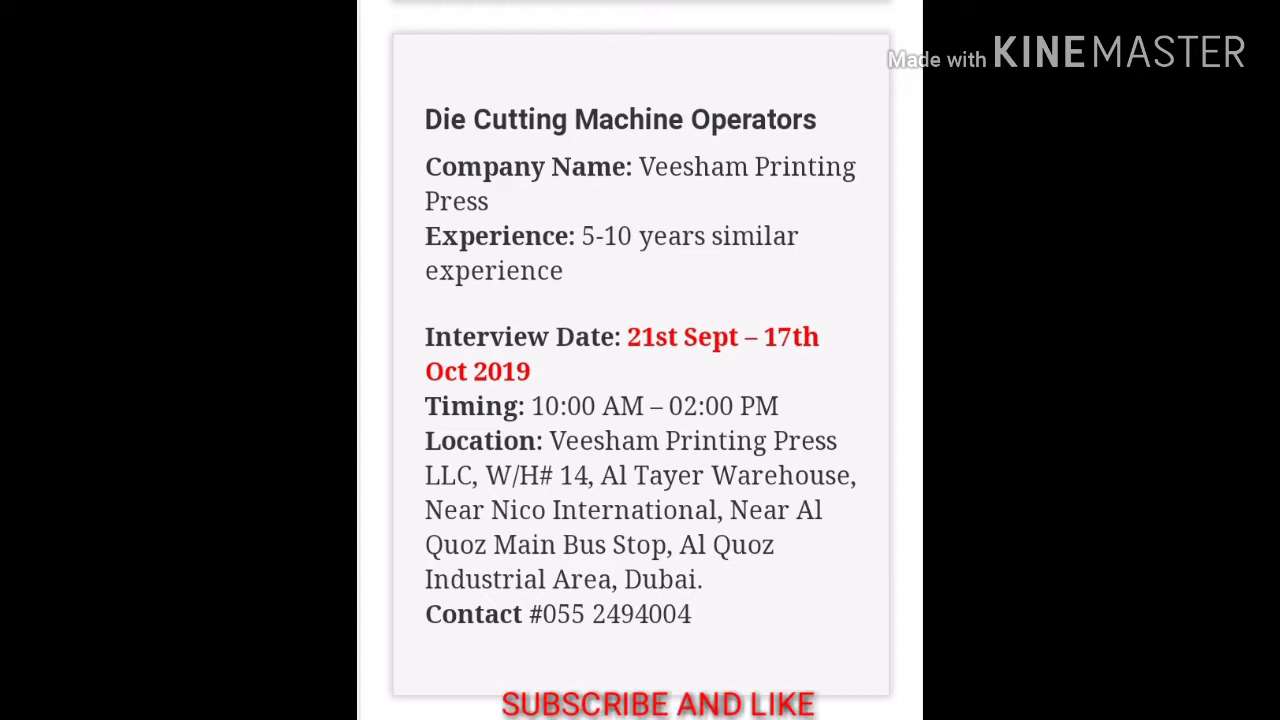 Made with KINEMASTER
Die Cutting Machine Operators
Company Name: Veesham Printing
Press
Experience: 5-10 years similar
experience
Interview Date: 21st Sept – 17th
Oct 2019
Timing: 10:00 AM – 02:00 PM
Location: Veesham Printing Press
LLC, W/H# 14, Al Tayer Warehouse,
Near Nico International, Near Al
Quoz Main Bus Stop, Al Quoz
Industrial Area, Dubai.
Contact #055 2494004
SUBSCRIBE AND LIKE